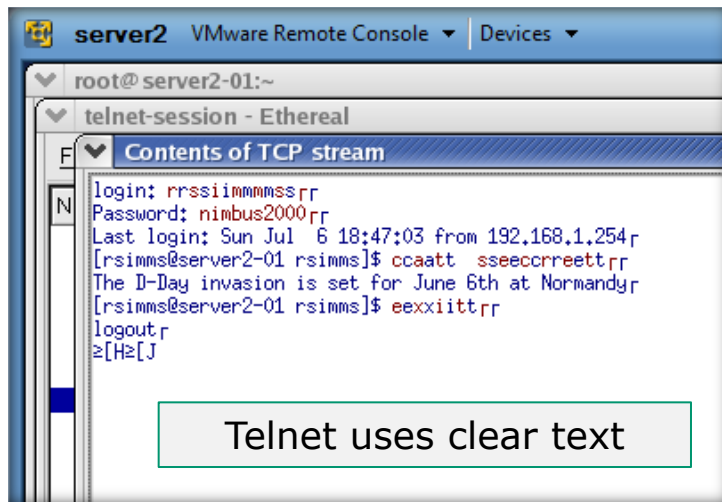 server2 VMware Remote Console ▼ Devices ▼
root@server2-01:~
telnet-session - Ethereal
F
Contents of TCP stream
N
login: rrssiimmmmss┌┌
Password: nimbus2000┌┌
Last login: Sun Jul  6 18:47:03 from 192.168.1.254┌
[rsimms@server2-01 rsimms]$ ccaatt  sseeccrreett┌┌
The D-Day invasion is set for June 6th at Normandy┌
[rsimms@server2-01 rsimms]$ eexxiitt┌┌
logout┌
≥[H≥[J
Telnet uses clear text